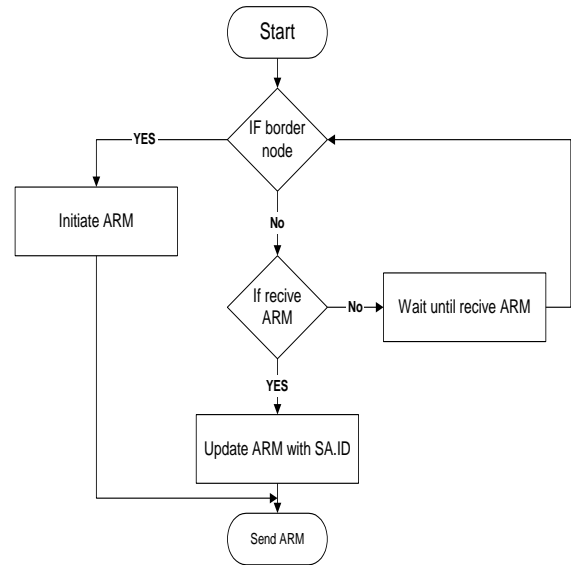 Start
IF border
node
YES
Initiate ARM
No
If recive
ARM
No
Wait until recive ARM
YES
Update ARM with SA.ID
Send ARM